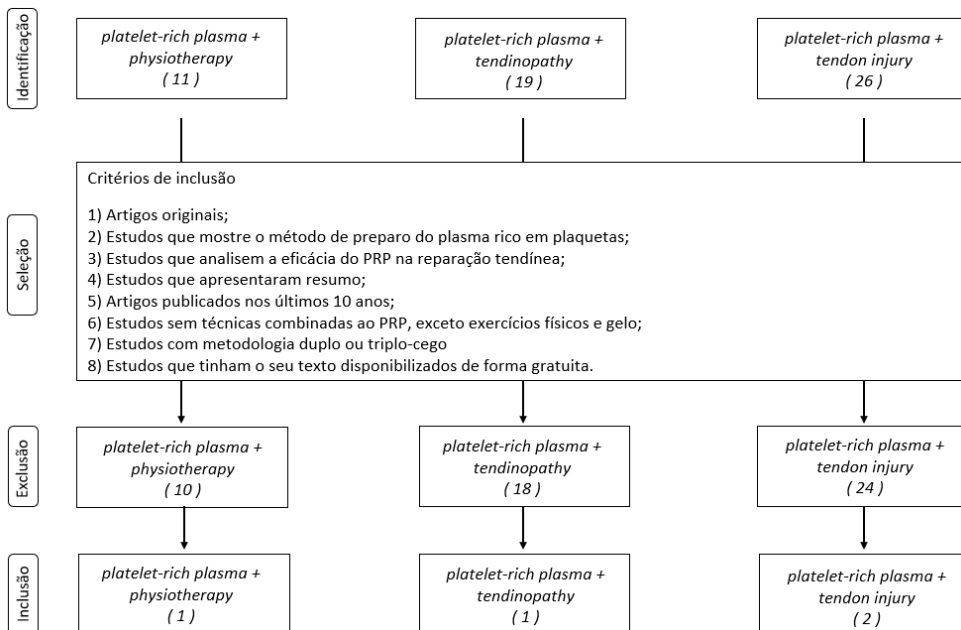 Identificação
platelet-rich plasma +
physiotherapy
( 11 )
platelet-rich plasma +
tendinopathy
( 19 )
platelet-rich plasma +
tendon injury
( 26 )
Seleção
Critérios de inclusão
1) Artigos originais;
2) Estudos que mostre o método de preparo do plasma rico em plaquetas;
3) Estudos que analisem a eficácia do PRP na reparação tendínea;
4) Estudos que apresentaram resumo;
5) Artigos publicados nos últimos 10 anos;
6) Estudos sem técnicas combinadas ao PRP, exceto exercícios físicos e gelo;
7) Estudos com metodologia duplo ou triplo-cego
8) Estudos que tinham o seu texto disponibilizados de forma gratuita.
Exclusão
platelet-rich plasma +
physiotherapy
( 10 )
platelet-rich plasma +
tendinopathy
( 18 )
platelet-rich plasma +
tendon injury
( 24 )
Inclusão
platelet-rich plasma +
physiotherapy
( 1 )
platelet-rich plasma +
tendinopathy
( 1 )
platelet-rich plasma +
tendon injury
( 2 )